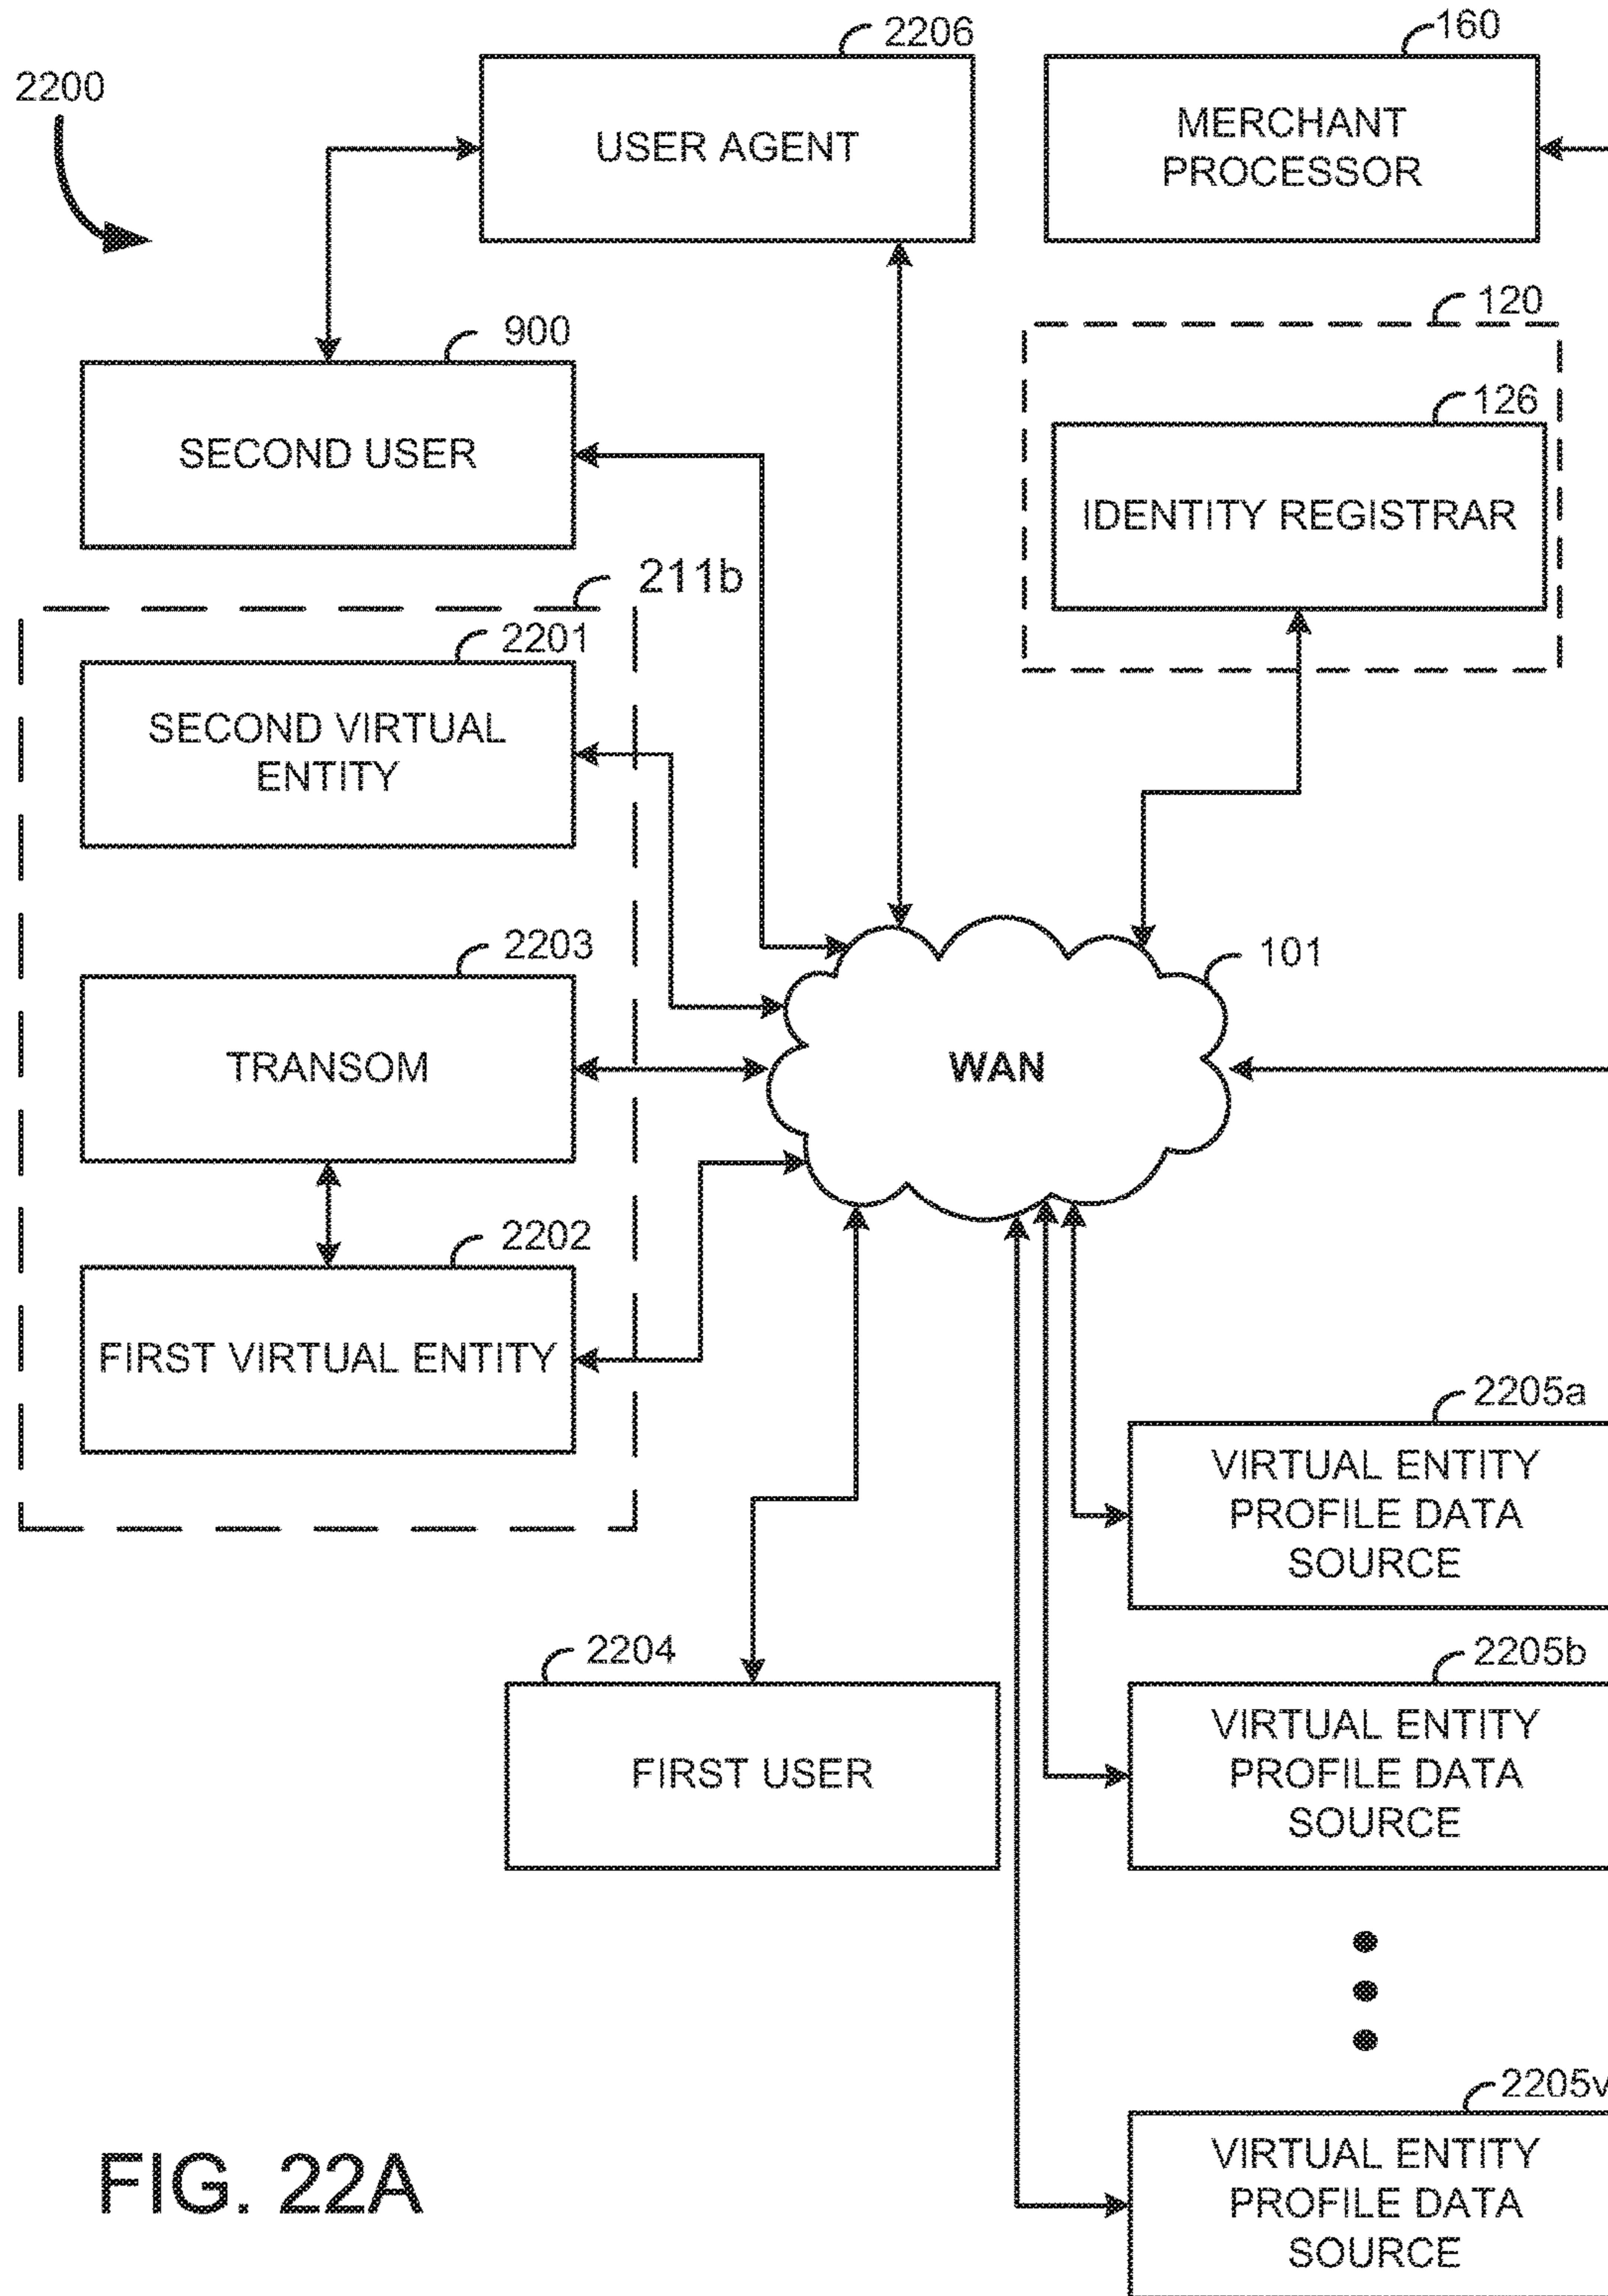 2206
160
2200
USER AGENT
MERCHANT
PROCESSOR
120
900
126
SECOND USER
IDENTITY REGISTRAR
211b
2201
SECOND VIRTUAL
ENTITY
2203
101
TRANSOM
WAN
2202
FIRST VIRTUAL ENTITY
2205a
VIRTUAL ENTITY
PROFILE DATA
SOURCE
2204
2205b
FIRST USER
VIRTUAL ENTITY
PROFILE DATA
SOURCE
2205v
VIRTUAL ENTITY
PROFILE DATA
SOURCE
FIG. 22A